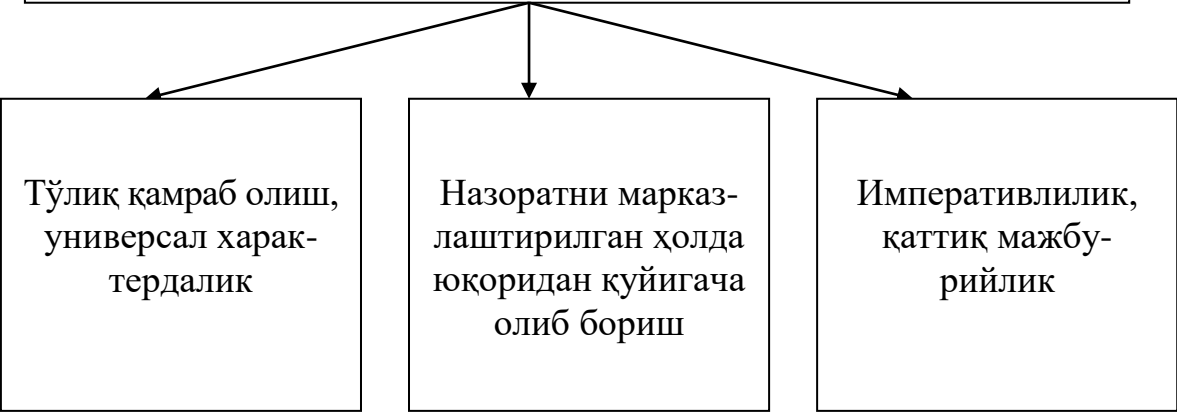 Тўлиқ қамраб олиш,
универсал харак-
тердалик
Назоратни марказ-
лаштирилган ҳолда
юқоридан қуйигача
олиб бориш
Императивлилик,
қаттиқ мажбу-
рийлик